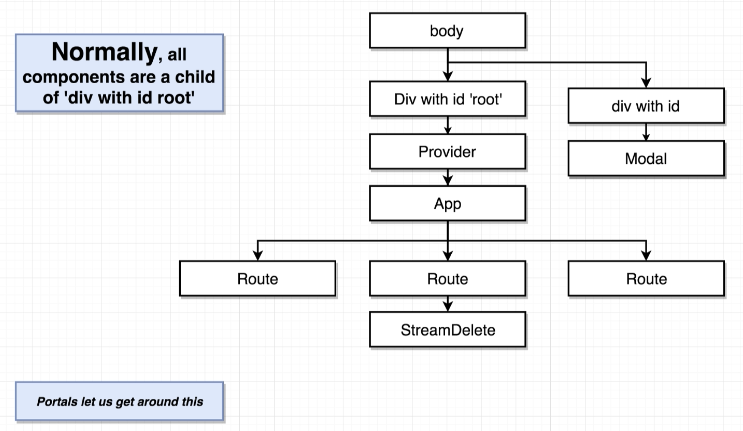 body
Normally, all
components are a child
of 'div with id root'
Div with id 'root'
div with id
Provider
Modal
App
Route
Route
Route
StreamDelete
Portals let us get around this